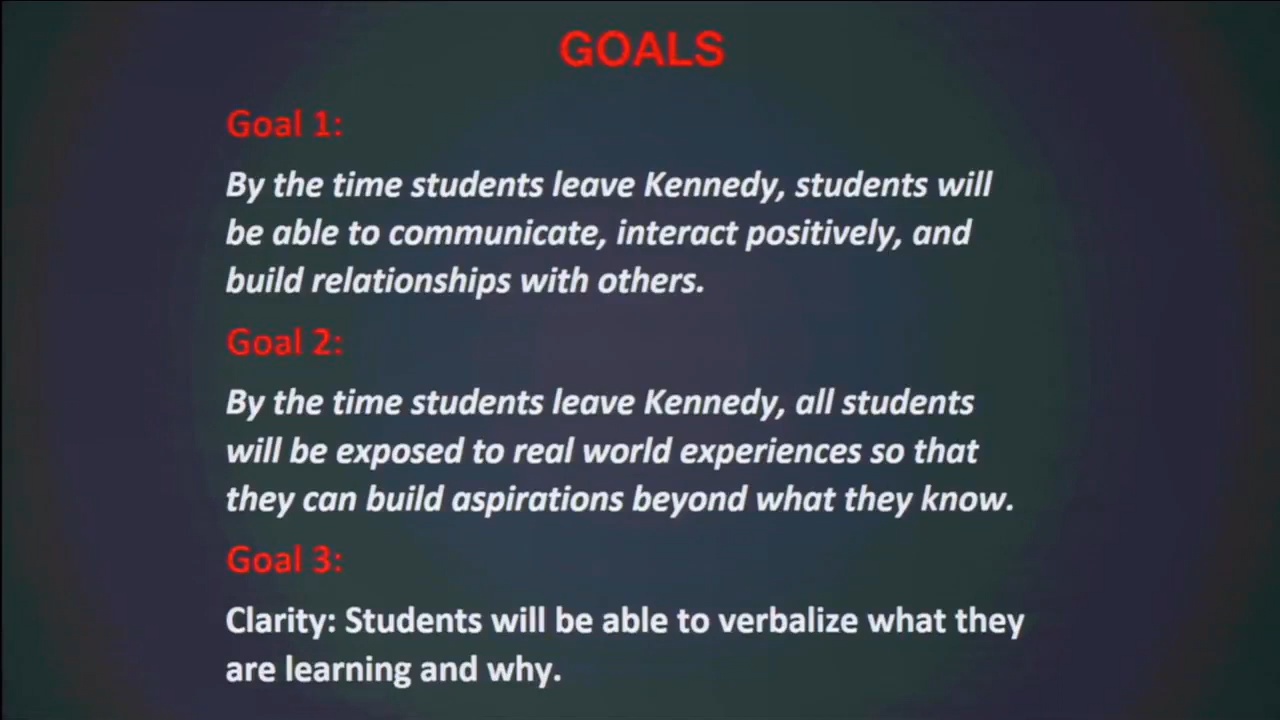 GOALS
Goal 1:
By the time students leave Kennedy, students will
be able to communicate, interact positively, and
build relationships with others.
Goal 2:
By the time students leave Kennedy, all students
will be exposed to real world experiences so that
they can build aspirations beyond what they know.
Goal 3:
Clarity: Students will be able to verbalize what they
are learning and why.